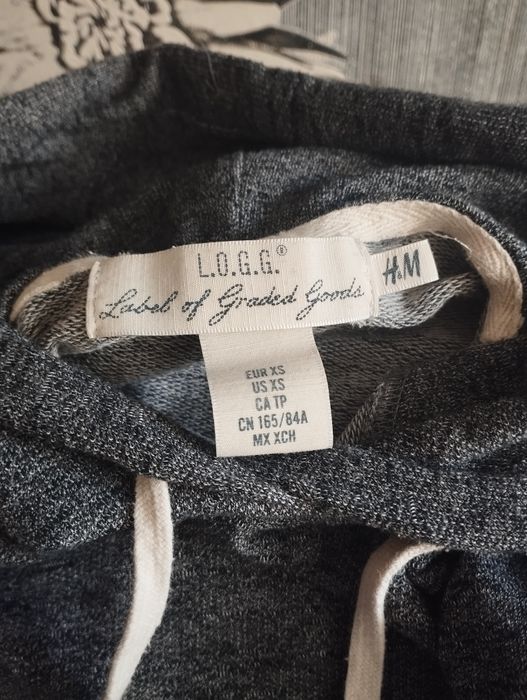 L.O.G.G.®
Label of Graded Goods
H&M
EUR XS
US XS
CA TP
CN 165/84A
MX XCH